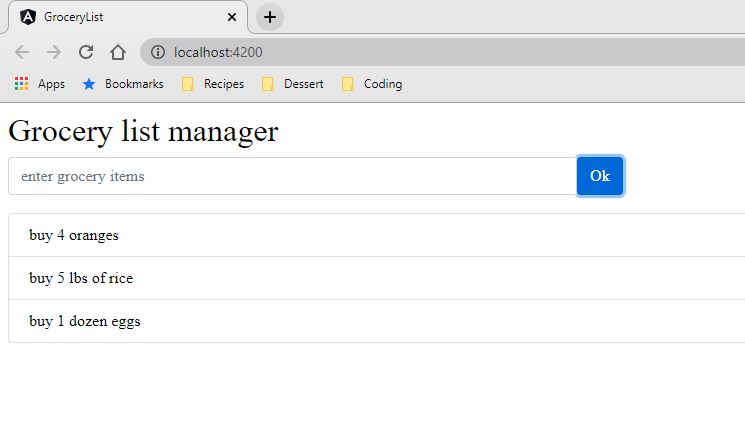 GroceryList
localhost:4200
Apps Bookmarks Recipes Dessert Coding
Grocery list manager
enter grocery items Ok
buy 4 oranges
buy 5 lbs of rice
buy 1 dozen eggs